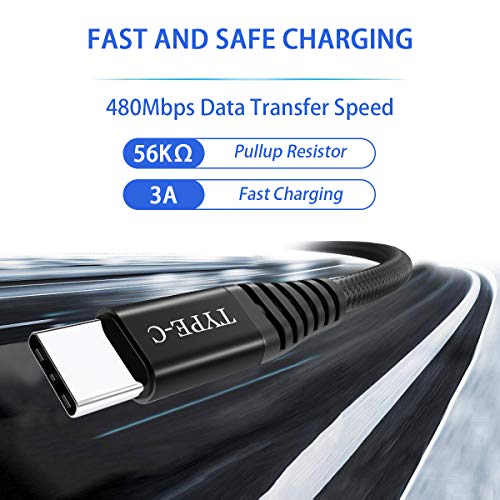 FAST AND SAFE CHARGING
480Mbps Data Transfer Speed
56KΩ Pullup Resistor
3A Fast Charging
TYPE-C